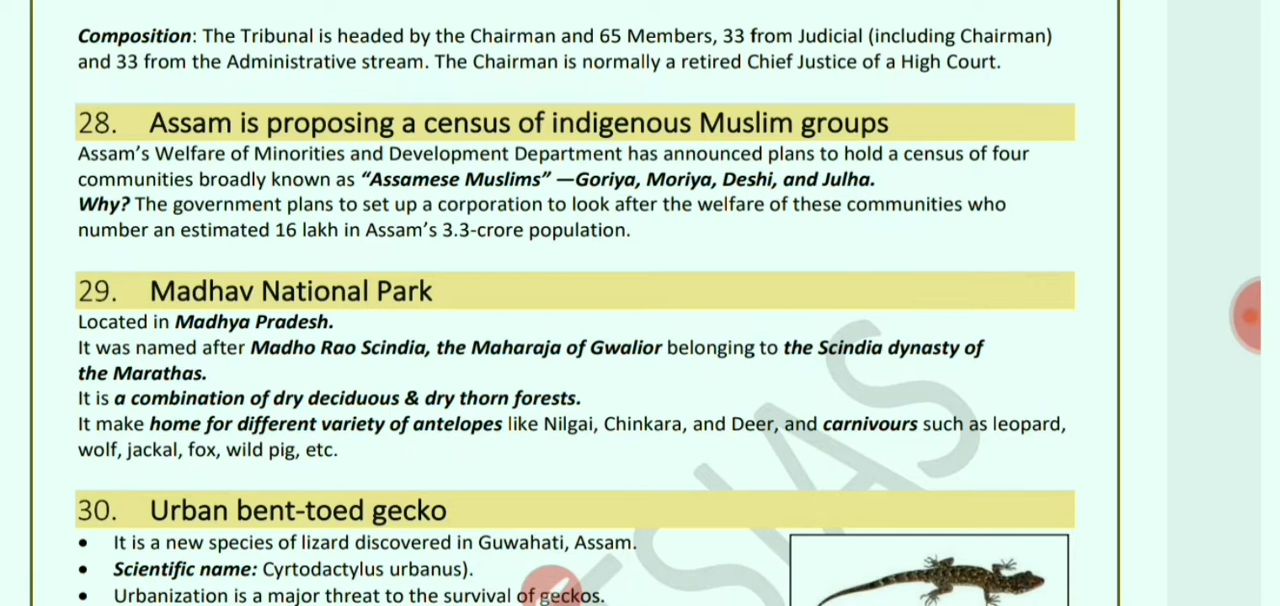 Composition: The Tribunal is headed by the Chairman and 65 Members, 33 from Judicial (including Chairman)
and 33 from the Administrative stream. The Chairman is normally a retired Chief Justice of a High Court.
28. Assam is proposing a census of indigenous Muslim groups
Assam’s Welfare of Minorities and Development Department has announced plans to hold a census of four
communities broadly known as “Assamese Muslims” —Goriya, Moriya, Deshi, and Julha.
Why? The government plans to set up a corporation to look after the welfare of these communities who
number an estimated 16 lakh in Assam’s 3.3-crore population.
29. Madhav National Park
Located in Madhya Pradesh.
It was named after Madho Rao Scindia, the Maharaja of Gwalior belonging to the Scindia dynasty of
the Marathas.
It is a combination of dry deciduous & dry thorn forests.
It make home for different variety of antelopes like Nilgai, Chinkara, and Deer, and carnivours such as leopard,
wolf, jackal, fox, wild pig, etc.
30. Urban bent-toed gecko
• It is a new species of lizard discovered in Guwahati, Assam.
• Scientific name: Cyrtodactylus urbanus).
• Urbanization is a major threat to the survival of geckos.